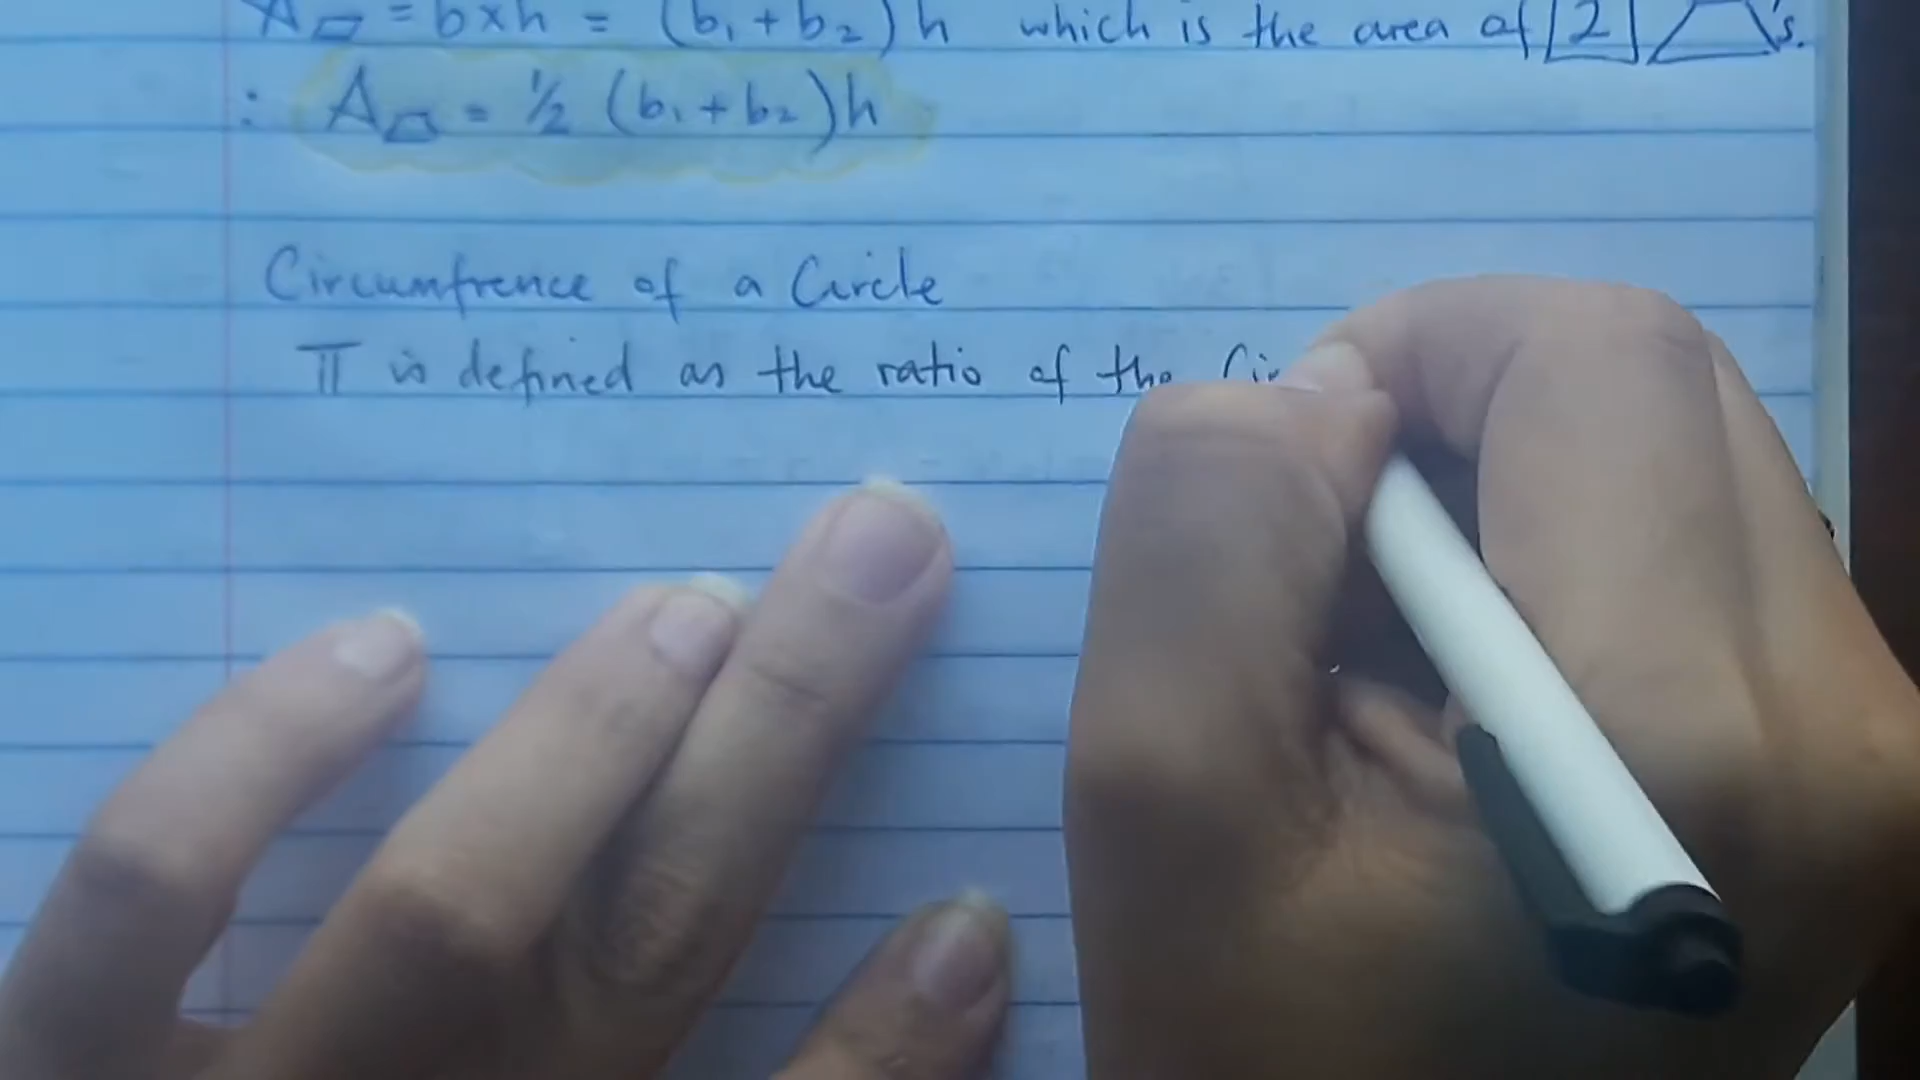 A▱ = b×h = (b₁ + b₂)h which is the area of 2 ⏢'s.
: A⏢ = ½ (b₁ + b₂)h
Circumfrence of a Circle
π is defined as the ratio of the Cir